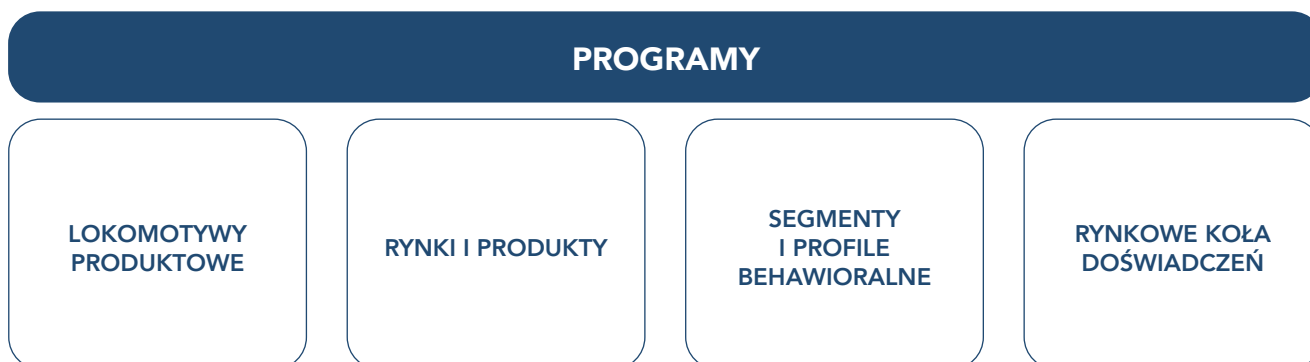 PROGRAMY
LOKOMOTYWY
PRODUKTOWE
RYNKI I PRODUKTY
SEGMENTY
I PROFILE
BEHAWIORALNE
RYNKOWE KOŁA
DOŚWIADCZEŃ